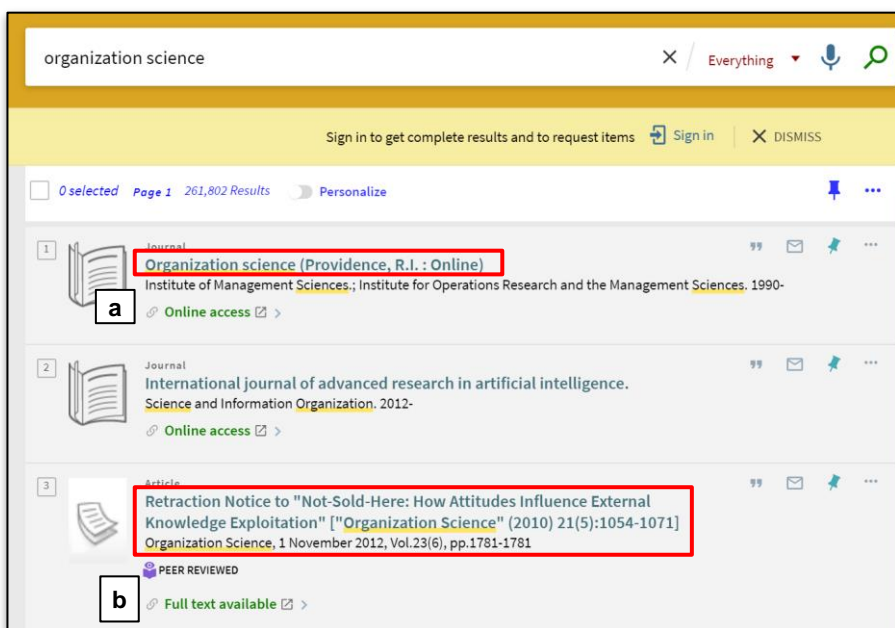 organization science
Everything
Sign in to get complete results and to request items Sign in DISMISS
0 selected Page 1 261,802 Results Personalize
1
Journal
Organization science (Providence, R.I. : Online)
Institute of Management Sciences.; Institute for Operations Research and the Management Sciences. 1990-
a
Online access
2
Journal
International journal of advanced research in artificial intelligence.
Science and Information Organization. 2012-
Online access
3
Article
Retraction Notice to "Not-Sold-Here: How Attitudes Influence External
Knowledge Exploitation" ["Organization Science" (2010) 21(5):1054-1071]
Organization Science, 1 November 2012, Vol.23(6), pp.1781-1781
PEER REVIEWED
b
Full text available